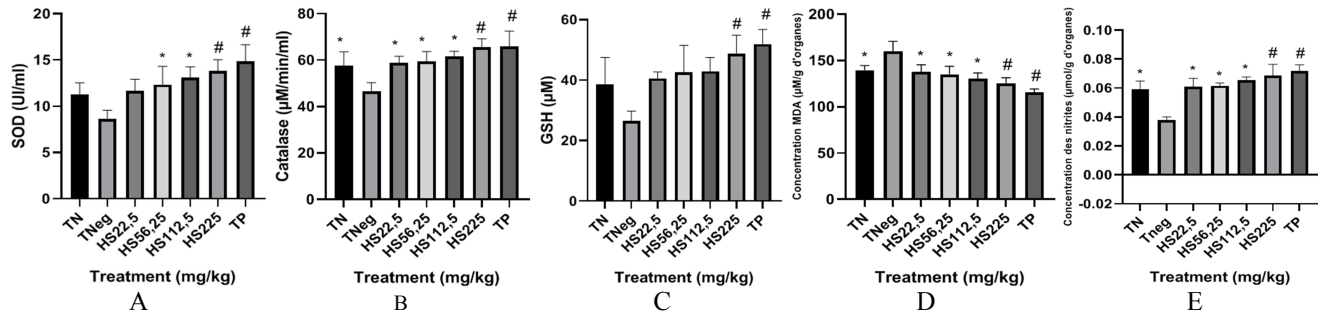 SOD (UI/ml)
20
15
10
5
0
* * # #
TN
TNeg
HS22,5
HS56,25
HS112,5
HS225
TP
Treatment (mg/kg)
A
Catalase (µM/min/ml)
80
60
40
20
0
* * * * # #
TN
TNeg
HS22,5
HS56,25
HS112,5
HS225
TP
Treatment (mg/kg)
B
GSH (µM)
60
40
20
0
# #
TN
TNeg
HS22,5
HS56,25
HS112,5
HS225
TP
Treatment (mg/kg)
C
Concentration MDA (µM/g d'organes)
200
150
100
50
0
* * * * # #
TN
TNeg
HS22,5
HS56,25
HS112,5
HS225
TP
Treatment (mg/kg)
D
Concentration des nitrites (µmol/g d'organes)
0.10
0.08
0.06
0.04
0.02
0.00
-0.02
* * * * # #
TN
Tneg
HS22,5
HS56,25
HS112,5
HS225
TP
Treatment (mg/kg)
E